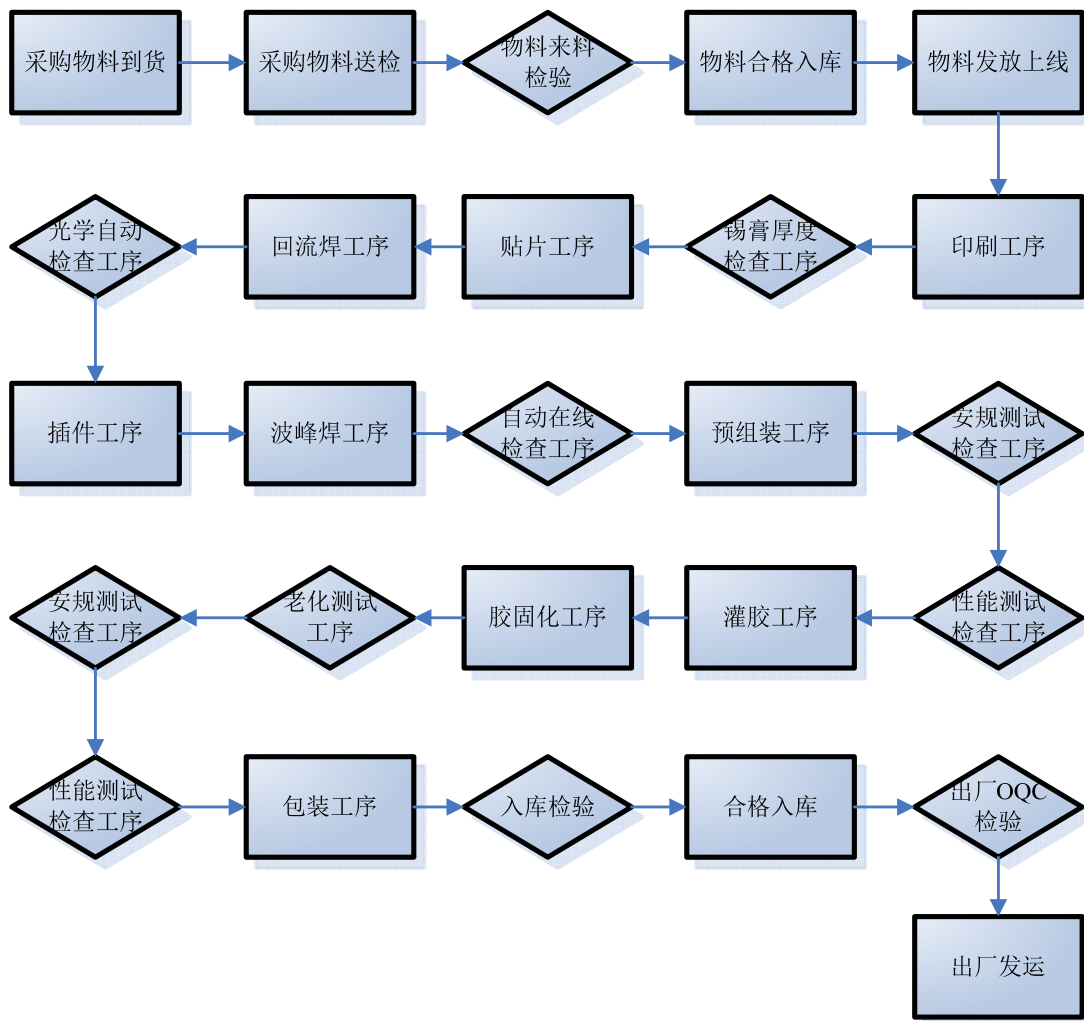 采购物料到货
采购物料送检
物料来料
检验
物料合格入库
物料发放上线
光学自动
检查工序
回流焊工序
贴片工序
锡膏厚度
检查工序
印刷工序
插件工序
波峰焊工序
自动在线
检查工序
预组装工序
安规测试
检查工序
安规测试
检查工序
老化测试
工序
胶固化工序
灌胶工序
性能测试
检查工序
性能测试
检查工序
包装工序
入库检验
合格入库
出厂OQC
检验
出厂发运